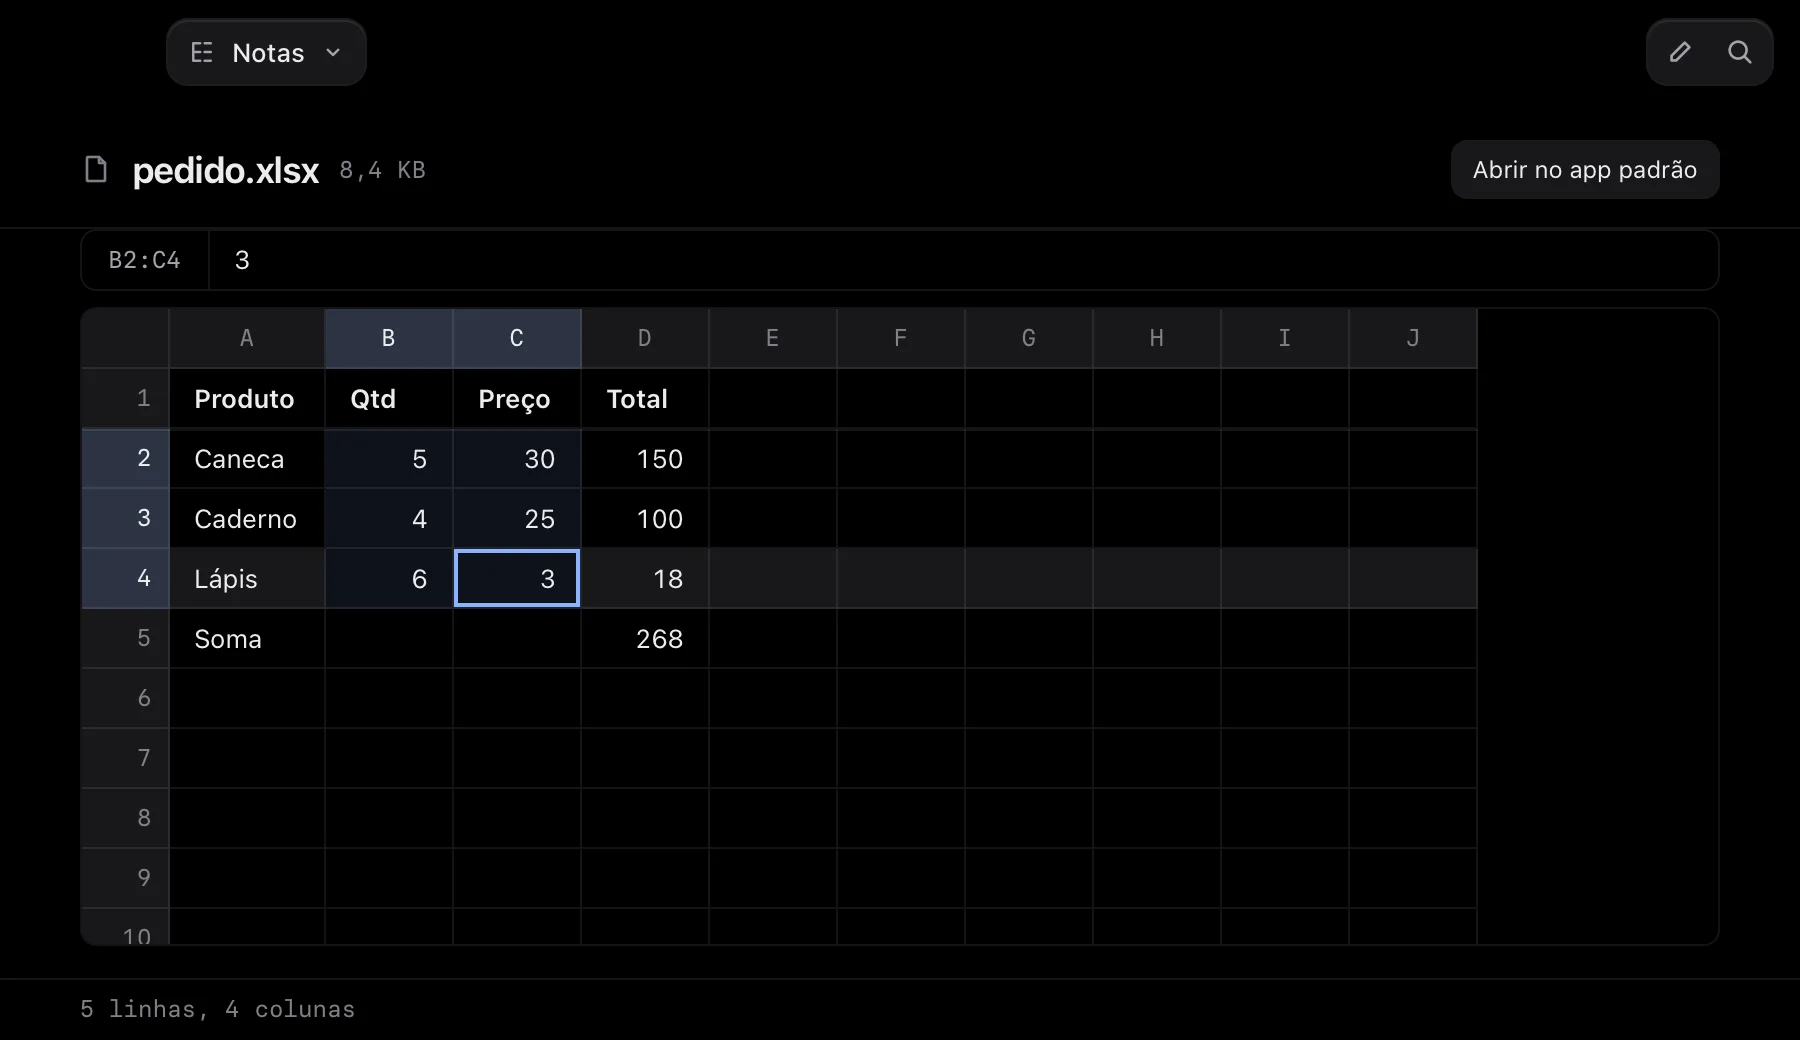 Notas
pedido.xlsx 8,4 KB
Abrir no app padrão
B2:C4 3
A B C D E F G H I J
1 Produto Qtd Preço Total
2 Caneca 5 30 150
3 Caderno 4 25 100
4 Lápis 6 3 18
5 Soma 268
6
7
8
9
10
5 linhas, 4 colunas